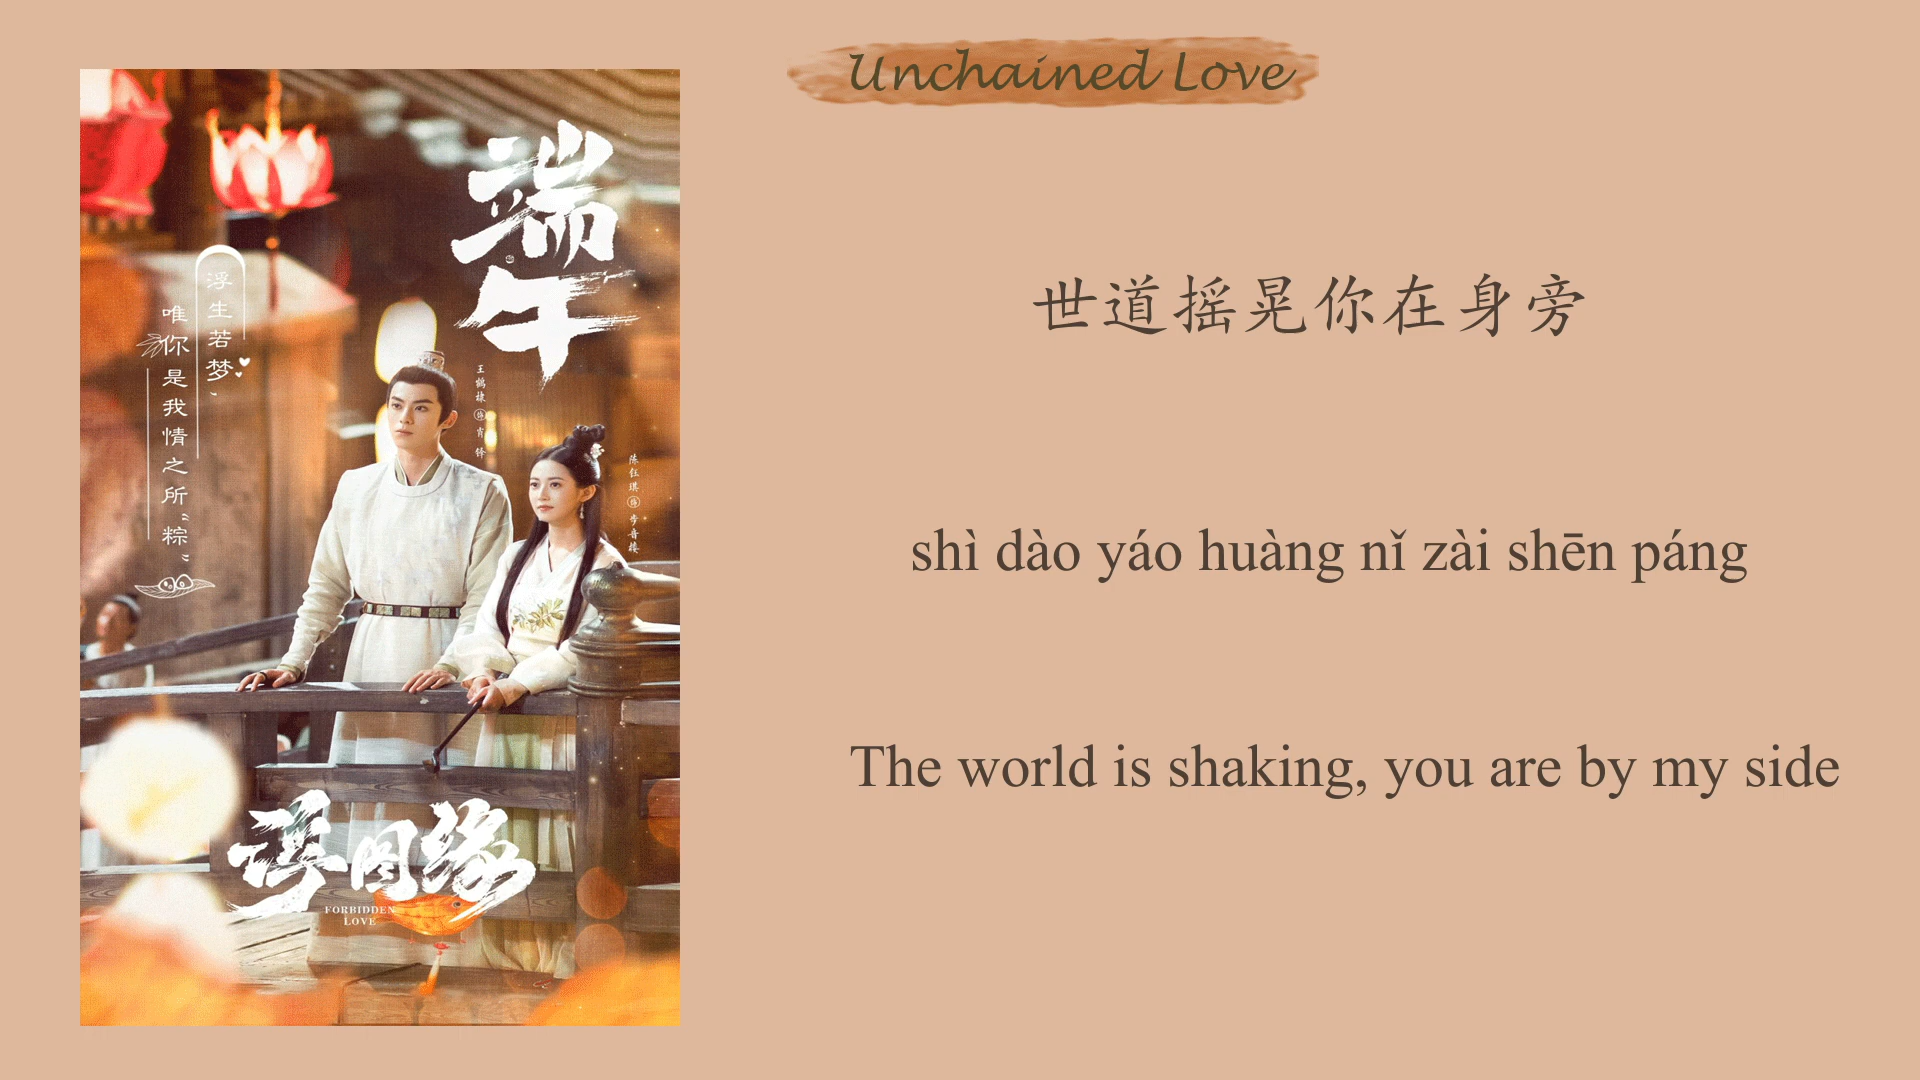 Unchained Love
端午
浮生若梦，
唯你是我情之所“粽”
王鹤棣 饰 肖铎
陈钰琪 饰 步音楼
浮图缘
FORBIDDEN
LOVE
世道摇晃你在身旁
shì dào yáo huàng nǐ zài shēn páng
The world is shaking, you are by my side